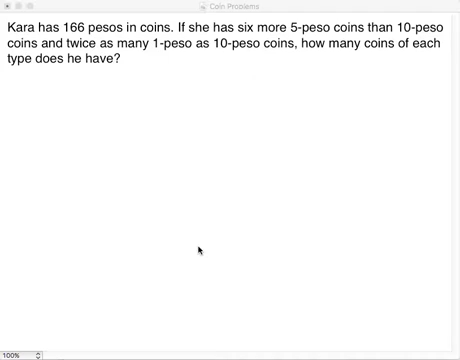 Coin Problems
Kara has 166 pesos in coins. If she has six more 5-peso coins than 10-peso
coins and twice as many 1-peso as 10-peso coins, how many coins of each
type does he have?
100%